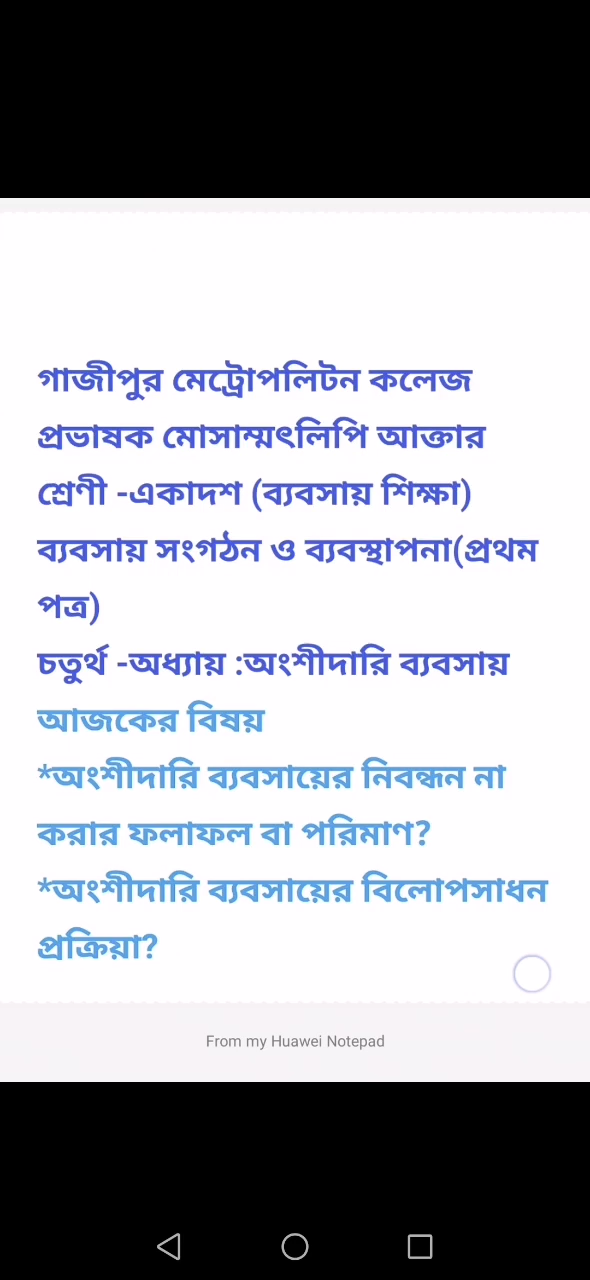 গাজীপুর মেট্রোপলিটন কলেজ
প্রভাষক মোসাম্মৎলিপি আক্তার
শ্রেণী -একাদশ (ব্যবসায় শিক্ষা)
ব্যবসায় সংগঠন ও ব্যবস্থাপনা(প্রথম
পত্র)
চতুর্থ -অধ্যায় :অংশীদারি ব্যবসায়
আজকের বিষয়
*অংশীদারি ব্যবসায়ের নিবন্ধন না
করার ফলাফল বা পরিমাণ?
*অংশীদারি ব্যবসায়ের বিলোপসাধন
প্রক্রিয়া?
From my Huawei Notepad